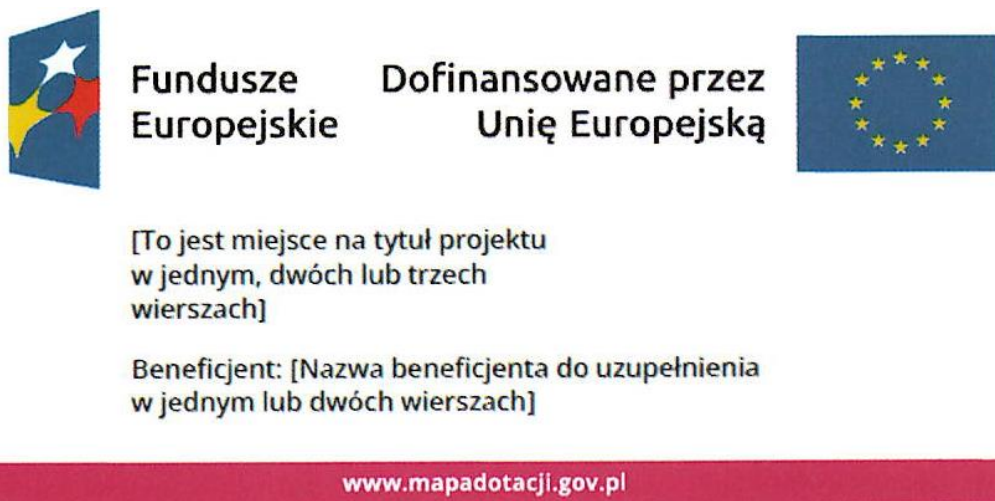 Fundusze
Europejskie
Dofinansowane przez
Unię Europejską
[To jest miejsce na tytuł projektu
w jednym, dwóch lub trzech
wierszach]
Beneficjent: [Nazwa beneficjenta do uzupełnienia
w jednym lub dwóch wierszach]
www.mapadotacji.gov.pl